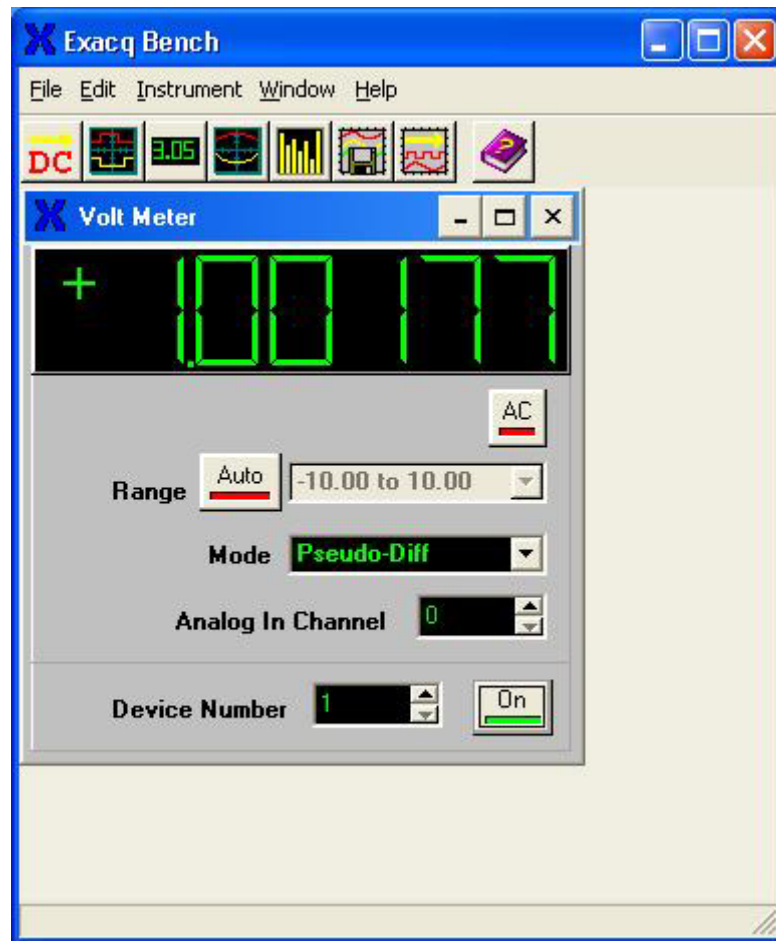 Exacq Bench
File Edit Instrument Window Help
DC 3.05 ?
Volt Meter
+ 1.00177
AC
Range Auto -10.00 to 10.00
Mode Pseudo-Diff
Analog In Channel 0
Device Number 1 On